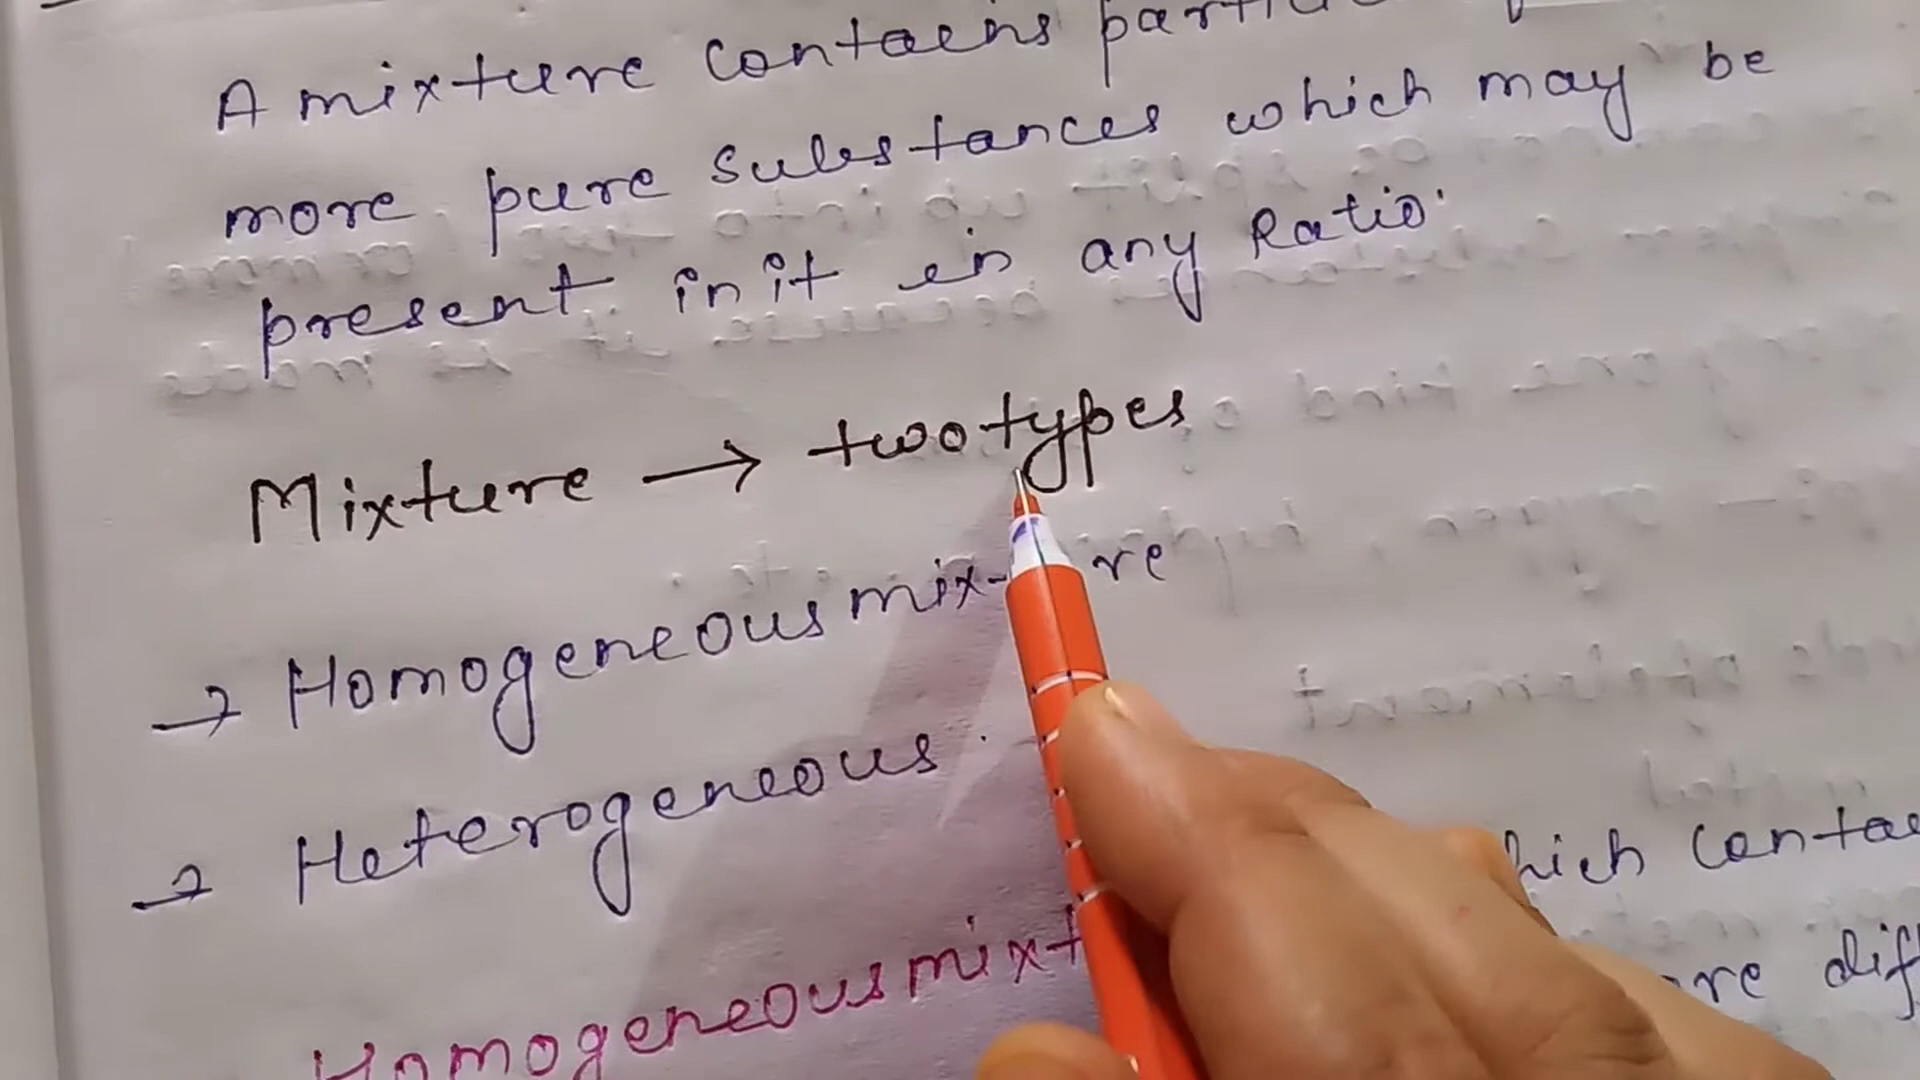 A mixture contains
more pure substances which may be
present in it in any Ratio.
Mixture → two types
→ Homogeneous mix re
→ Heterogeneous.
hich conta
re dif
Homogeneous mixt